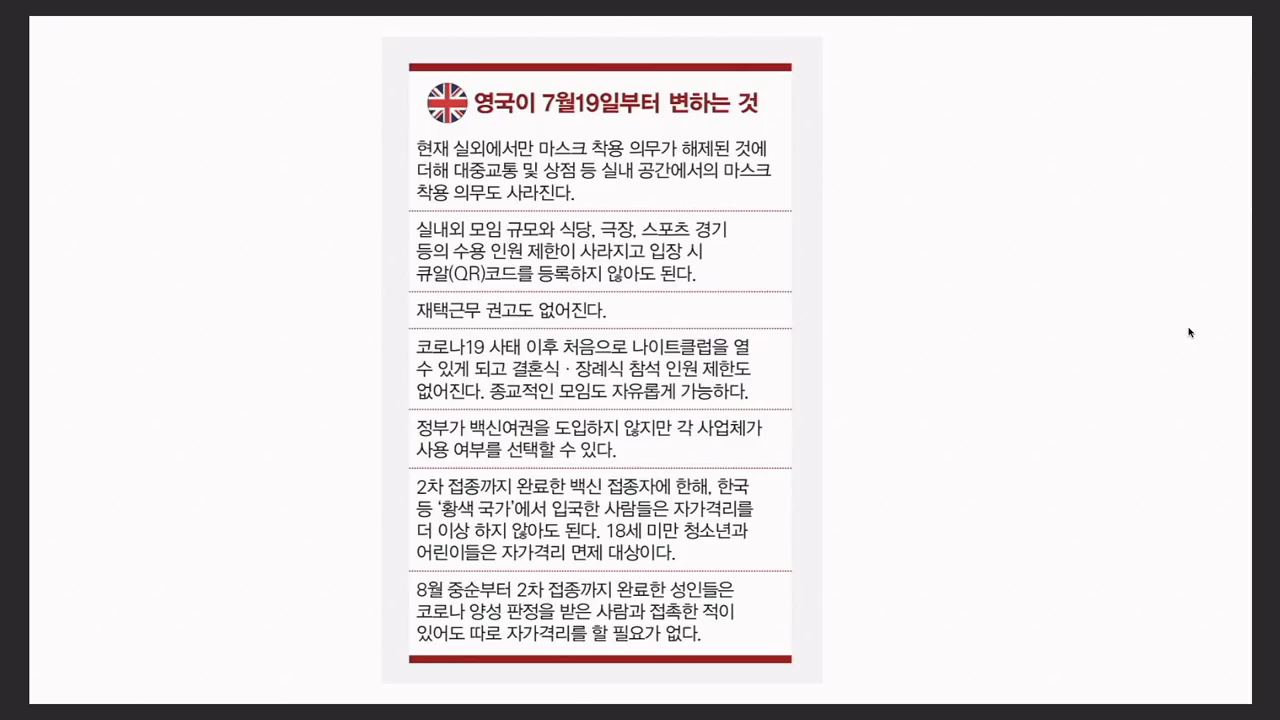 영국이 7월19일부터 변하는 것
현재 실외에서만 마스크 착용 의무가 해제된 것에
더해 대중교통 및 상점 등 실내 공간에서의 마스크
착용 의무도 사라진다.
실내외 모임 규모와 식당, 극장, 스포츠 경기
등의 수용 인원 제한이 사라지고 입장 시
큐알(QR)코드를 등록하지 않아도 된다.
재택근무 권고도 없어진다.
코로나19 사태 이후 처음으로 나이트클럽을 열
수 있게 되고 결혼식 · 장례식 참석 인원 제한도
없어진다. 종교적인 모임도 자유롭게 가능하다.
정부가 백신여권을 도입하지 않지만 각 사업체가
사용 여부를 선택할 수 있다.
2차 접종까지 완료한 백신 접종자에 한해, 한국
등 ‘황색 국가’에서 입국한 사람들은 자가격리를
더 이상 하지 않아도 된다. 18세 미만 청소년과
어린이들은 자가격리 면제 대상이다.
8월 중순부터 2차 접종까지 완료한 성인들은
코로나 양성 판정을 받은 사람과 접촉한 적이
있어도 따로 자가격리를 할 필요가 없다.